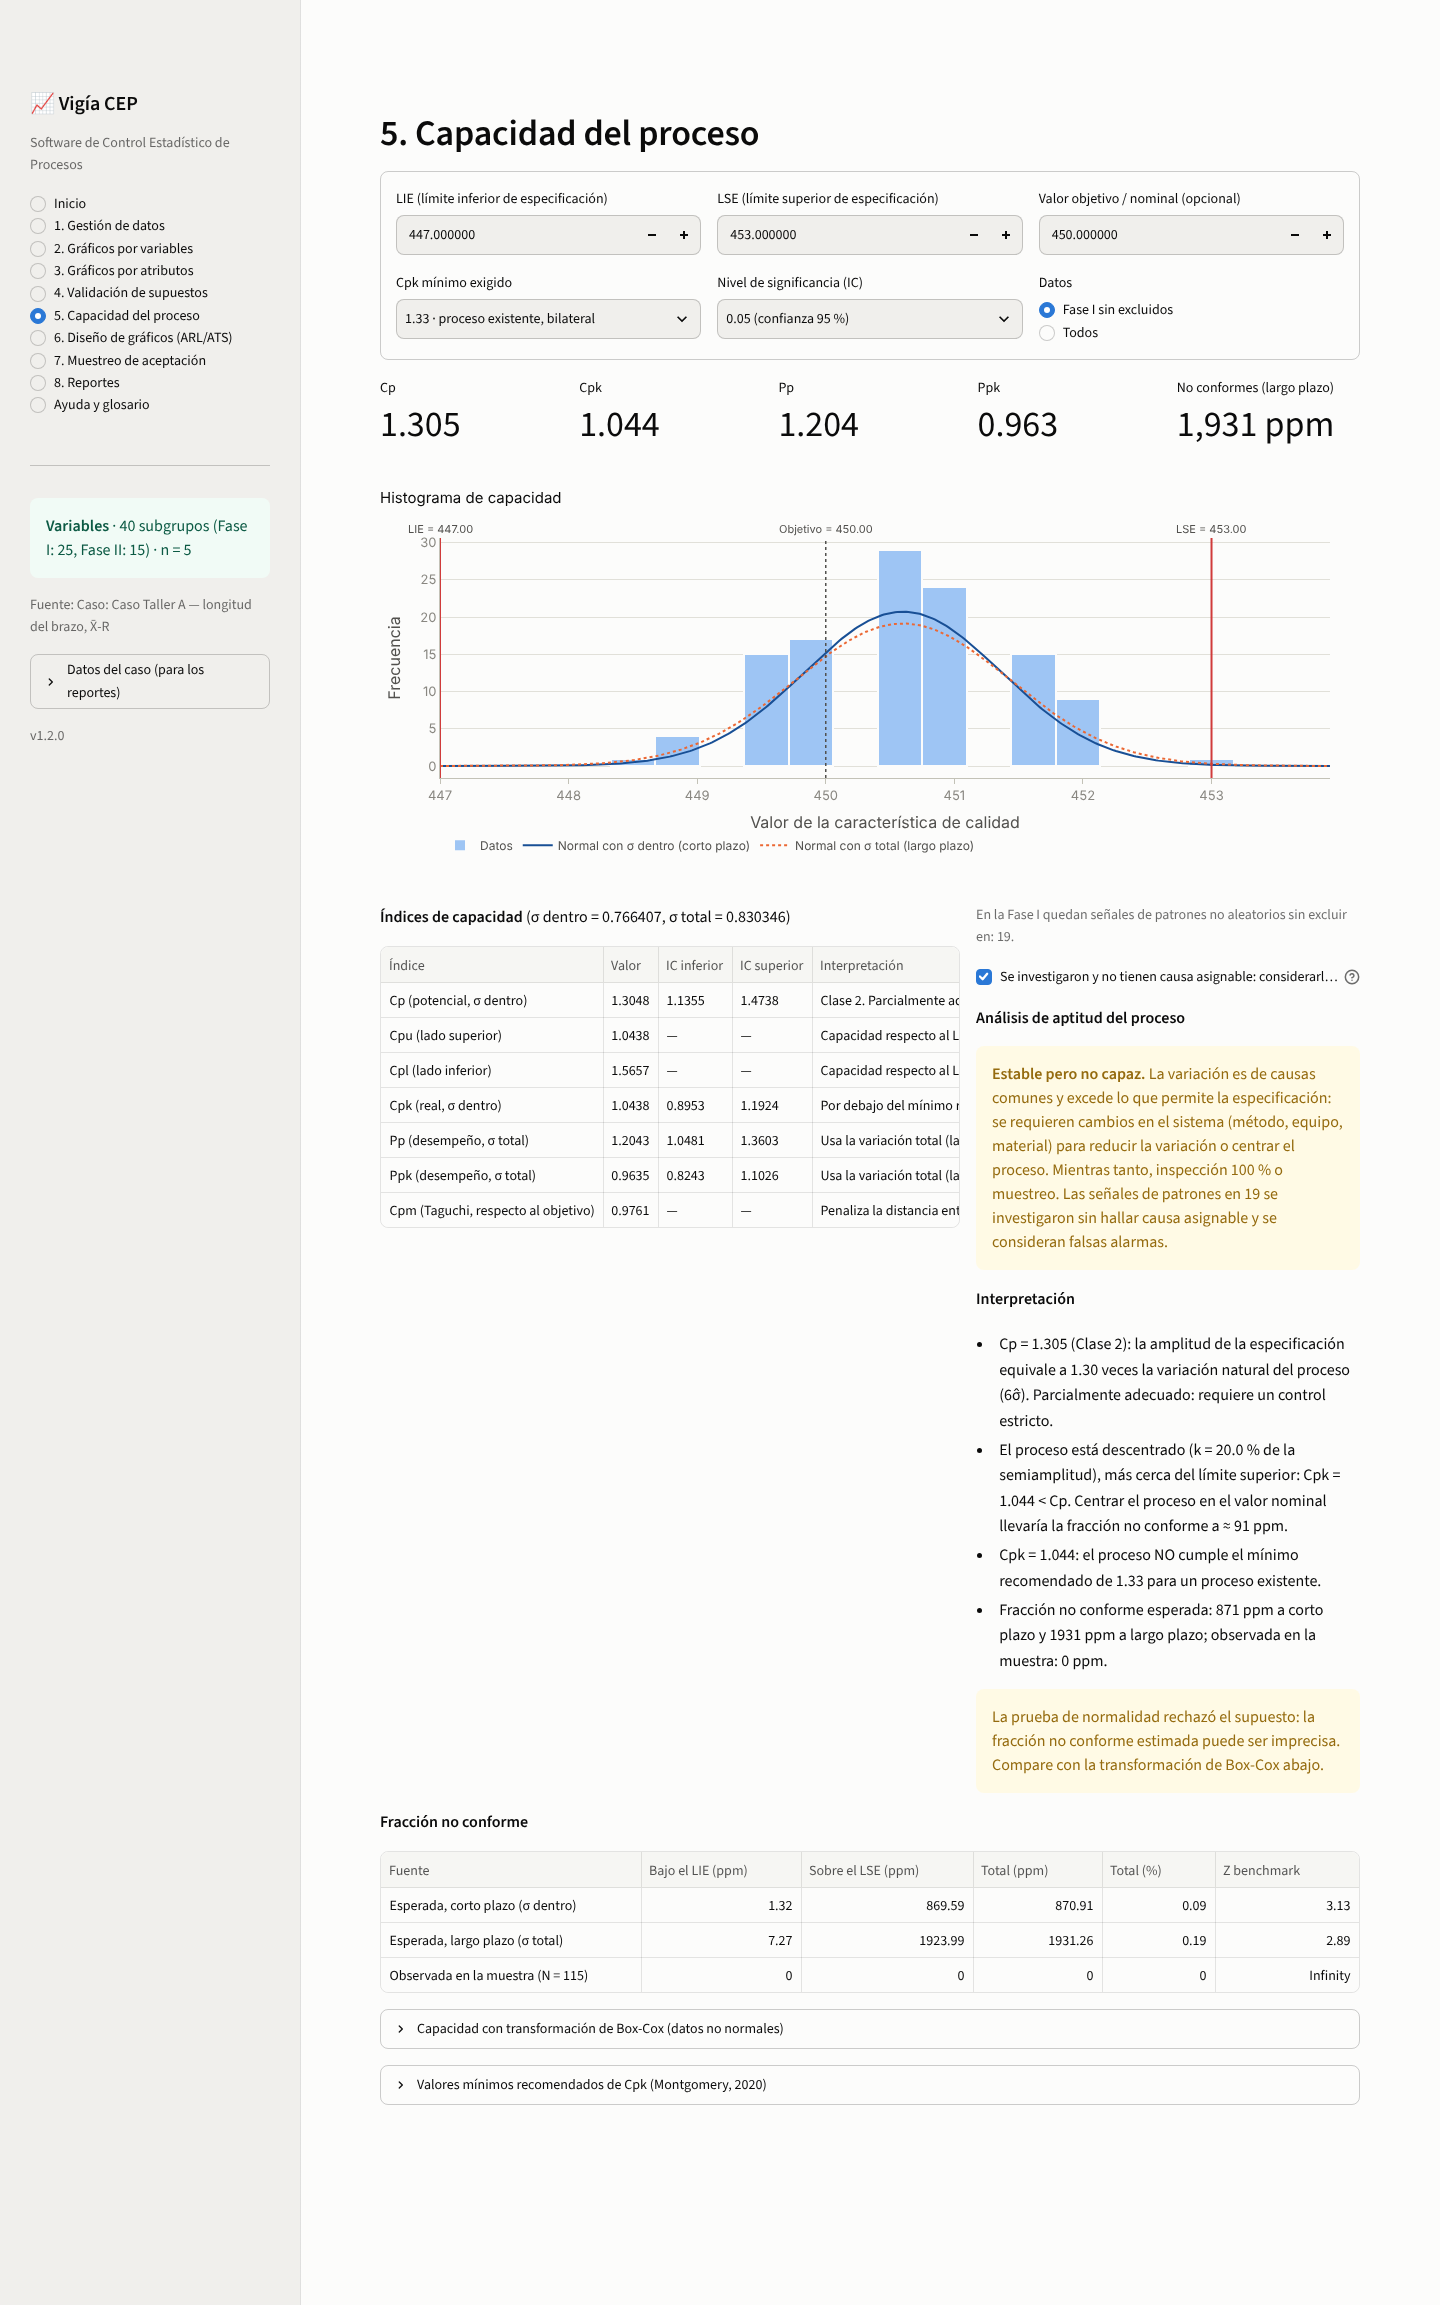 📈 Vigía CEP
Software de Control Estadístico de
Procesos
Inicio
1. Gestión de datos
2. Gráficos por variables
3. Gráficos por atributos
4. Validación de supuestos
5. Capacidad del proceso
6. Diseño de gráficos (ARL/ATS)
7. Muestreo de aceptación
8. Reportes
Ayuda y glosario
Variables · 40 subgrupos (Fase
I: 25, Fase II: 15) · n = 5
Fuente: Caso: Caso Taller A — longitud
del brazo, X̄-R
Datos del caso (para los
reportes)
v1.2.0
5. Capacidad del proceso
LIE (límite inferior de especificación) LSE (límite superior de especificación) Valor objetivo / nominal (opcional)
447.000000 453.000000 450.000000
Cpk mínimo exigido Nivel de significancia (IC) Datos
1.33 · proceso existente, bilateral 0.05 (confianza 95 %) Fase I sin excluidos
Todos
Cp Cpk Pp Ppk No conformes (largo plazo)
1.305 1.044 1.204 0.963 1,931 ppm
Histograma de capacidad
LIE = 447.00 Objetivo = 450.00 LSE = 453.00
30
25
20
15
10
5
0
Frecuencia
447 448 449 450 451 452 453
Valor de la característica de calidad
Datos Normal con σ dentro (corto plazo) Normal con σ total (largo plazo)
Índices de capacidad (σ dentro = 0.766407, σ total = 0.830346)
Índice Valor IC inferior IC superior Interpretación
Cp (potencial, σ dentro) 1.3048 1.1355 1.4738 Clase 2. Parcialmente ac
Cpu (lado superior) 1.0438 — — Capacidad respecto al L
Cpl (lado inferior) 1.5657 — — Capacidad respecto al L
Cpk (real, σ dentro) 1.0438 0.8953 1.1924 Por debajo del mínimo r
Pp (desempeño, σ total) 1.2043 1.0481 1.3603 Usa la variación total (la
Ppk (desempeño, σ total) 0.9635 0.8243 1.1026 Usa la variación total (la
Cpm (Taguchi, respecto al objetivo) 0.9761 — — Penaliza la distancia ent
En la Fase I quedan señales de patrones no aleatorios sin excluir
en: 19.
Se investigaron y no tienen causa asignable: considerarl…
Análisis de aptitud del proceso
Estable pero no capaz. La variación es de causas
comunes y excede lo que permite la especificación:
se requieren cambios en el sistema (método, equipo,
material) para reducir la variación o centrar el
proceso. Mientras tanto, inspección 100 % o
muestreo. Las señales de patrones en 19 se
investigaron sin hallar causa asignable y se
consideran falsas alarmas.
Interpretación
• Cp = 1.305 (Clase 2): la amplitud de la especificación
equivale a 1.30 veces la variación natural del proceso
(6σ̂). Parcialmente adecuado: requiere un control
estricto.
• El proceso está descentrado (k = 20.0 % de la
semiamplitud), más cerca del límite superior: Cpk =
1.044 < Cp. Centrar el proceso en el valor nominal
llevaría la fracción no conforme a ≈ 91 ppm.
• Cpk = 1.044: el proceso NO cumple el mínimo
recomendado de 1.33 para un proceso existente.
• Fracción no conforme esperada: 871 ppm a corto
plazo y 1931 ppm a largo plazo; observada en la
muestra: 0 ppm.
La prueba de normalidad rechazó el supuesto: la
fracción no conforme estimada puede ser imprecisa.
Compare con la transformación de Box-Cox abajo.
Fracción no conforme
Fuente Bajo el LIE (ppm) Sobre el LSE (ppm) Total (ppm) Total (%) Z benchmark
Esperada, corto plazo (σ dentro) 1.32 869.59 870.91 0.09 3.13
Esperada, largo plazo (σ total) 7.27 1923.99 1931.26 0.19 2.89
Observada en la muestra (N = 115) 0 0 0 0 Infinity
Capacidad con transformación de Box-Cox (datos no normales)
Valores mínimos recomendados de Cpk (Montgomery, 2020)